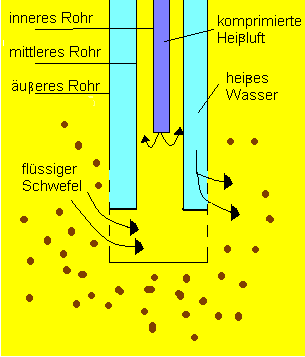 inneres Rohr
mittleres Rohr
äußeres Rohr
komprimierte
Heißluft
heißes
Wasser
flüssiger
Schwefel